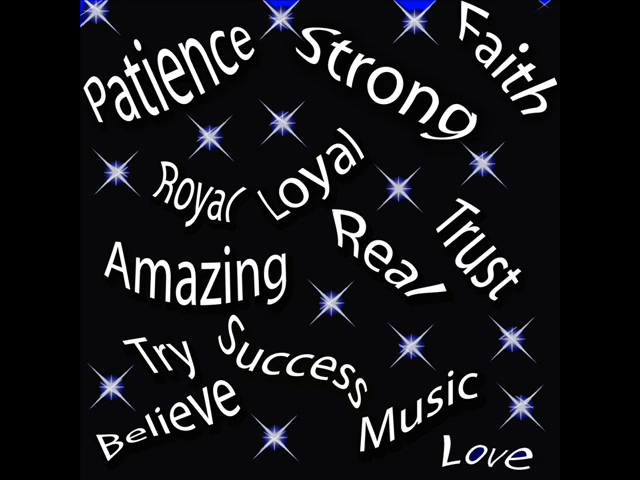 Patience
Strong
Faith
Royal
Loyal
Real
Trust
Amazing
Try
Success
Believe
Music
Love